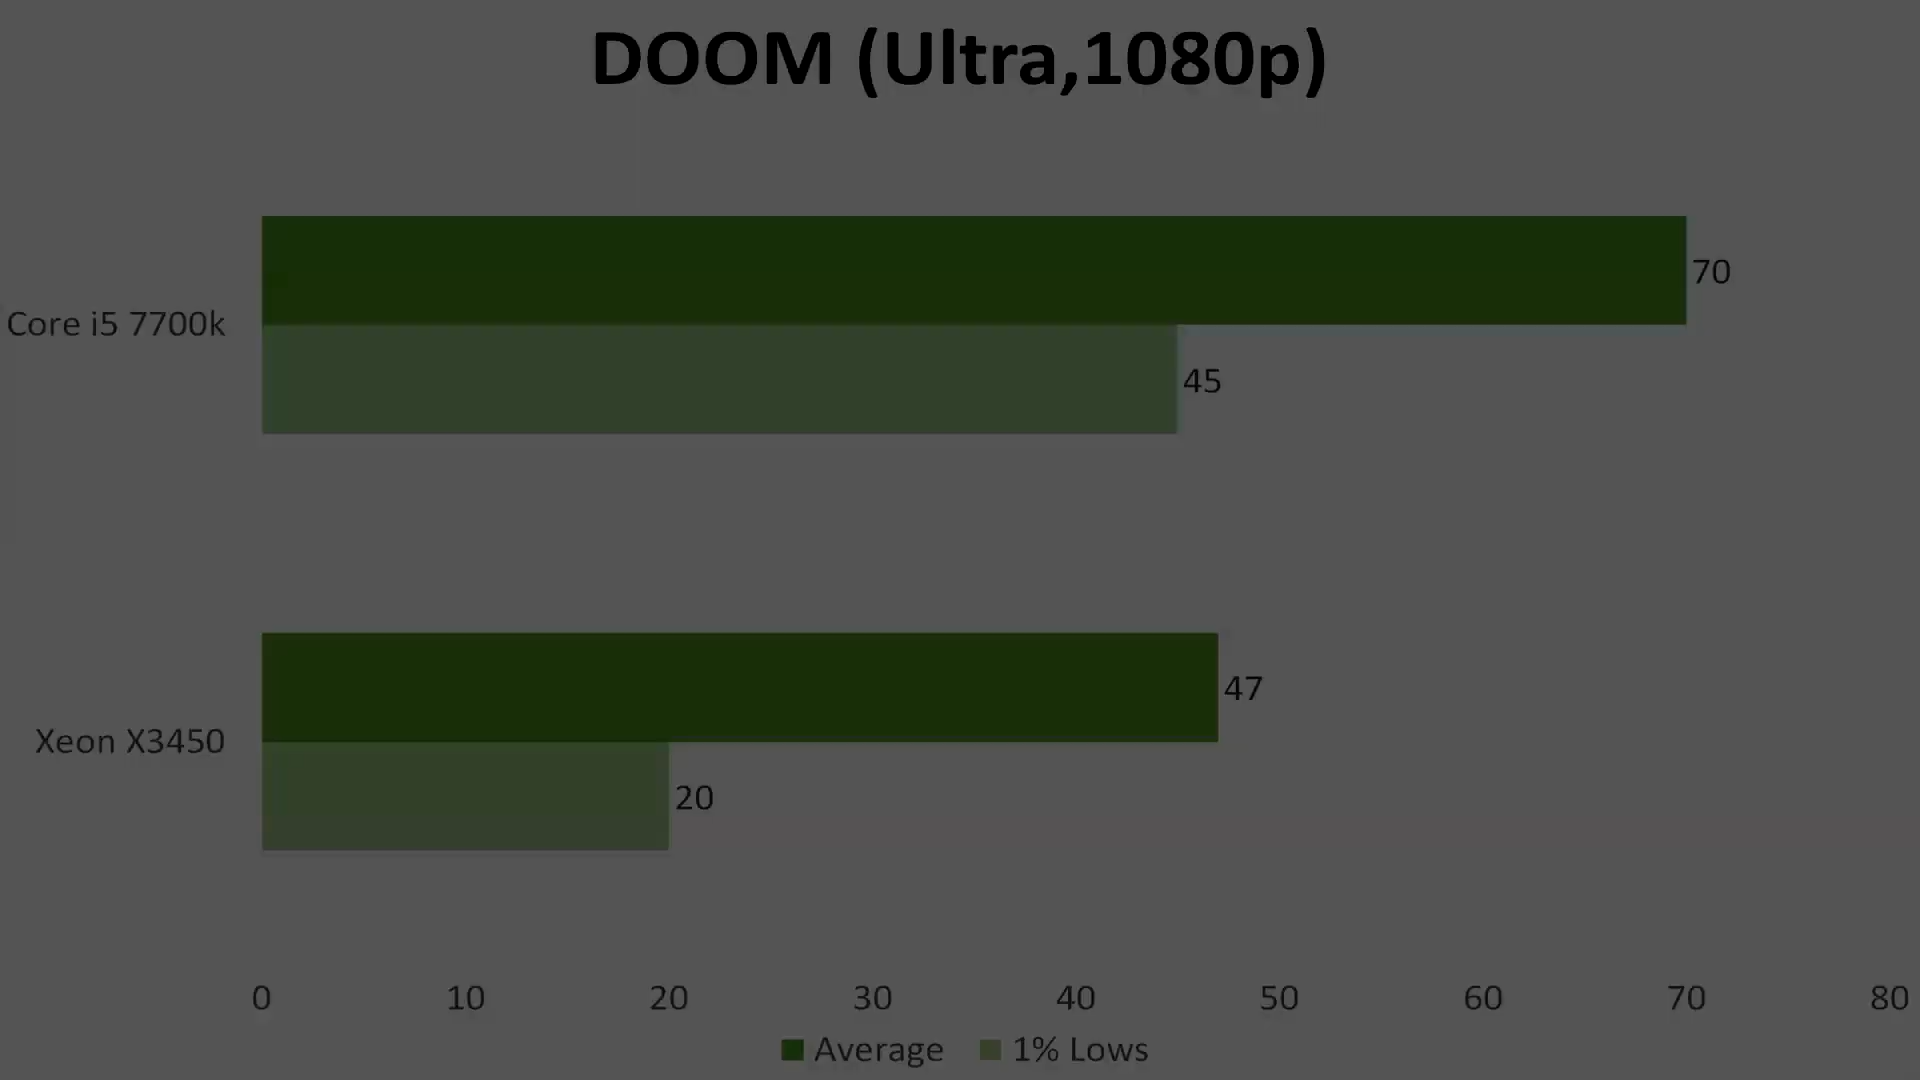 DOOM (Ultra,1080p)
Core i5 7700k
70
45
Xeon X3450
47
20
0 10 20 30 40 50 60 70 80
Average 1% Lows